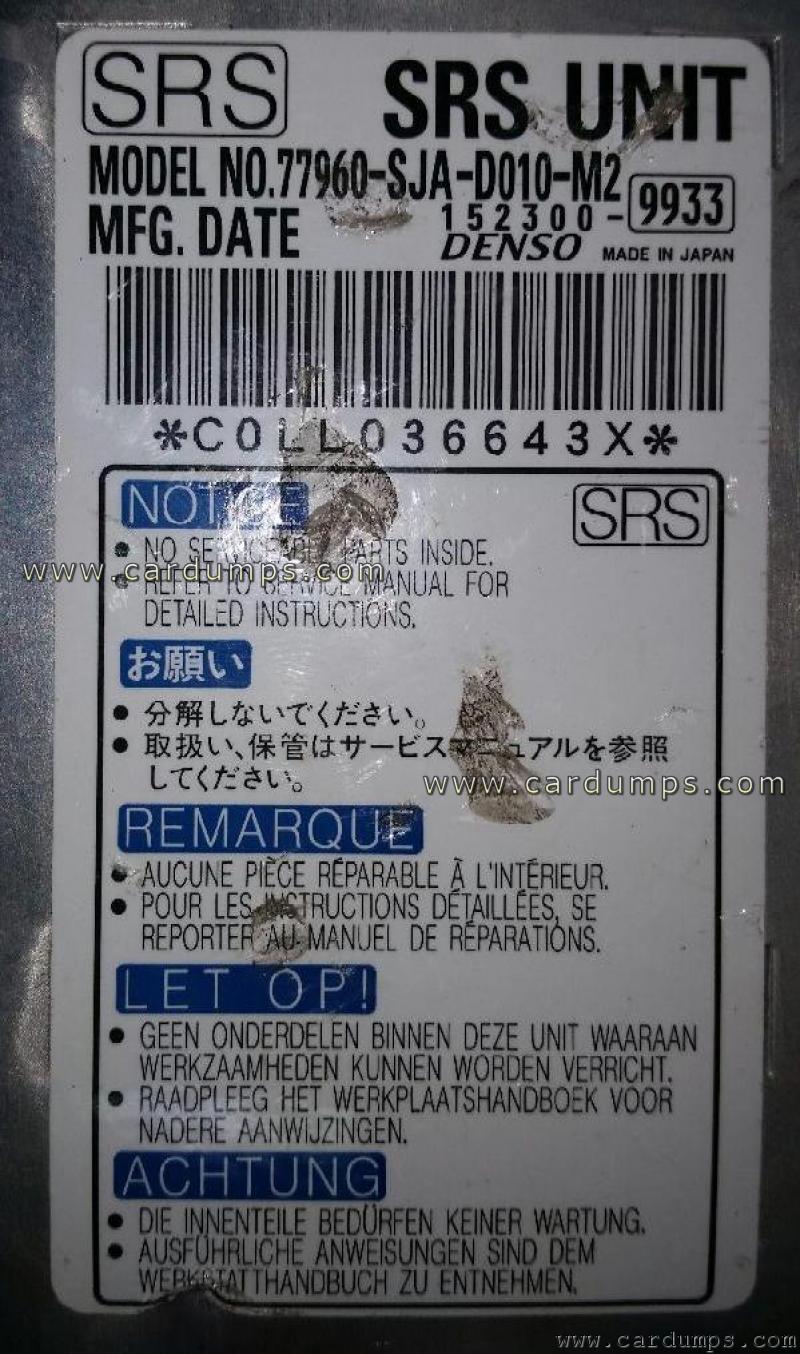 SRS SRS UNIT
MODEL NO.77960-SJA-D010-M2
MFG. DATE 152300-9933
DENSO MADE IN JAPAN
*C0LL036643X*
NOTICE SRS
• NO SERVICEABLE PARTS INSIDE.
www.cardumps.com
• REFER TO SERVICE MANUAL FOR
DETAILED INSTRUCTIONS.
お願い
• 分解しないでください。
• 取扱い、保管はサービスマニュアルを参照
してください。
www.cardumps.com
REMARQUE
• AUCUNE PIÈCE RÉPARABLE À L'INTÉRIEUR.
• POUR LES INSTRUCTIONS DÉTAILLÉES, SE
REPORTER AU MANUEL DE RÉPARATIONS.
LET OP!
• GEEN ONDERDELEN BINNEN DEZE UNIT WAARAAN
WERKZAAMHEDEN KUNNEN WORDEN VERRICHT.
• RAADPLEEG HET WERKPLAATSHANDBOEK VOOR
NADERE AANWIJZINGEN.
ACHTUNG
• DIE INNENTEILE BEDÜRFEN KEINER WARTUNG.
• AUSFÜHRLICHE ANWEISUNGEN SIND DEM
WERKSTATTHANDBUCH ZU ENTNEHMEN.
www.cardumps.com